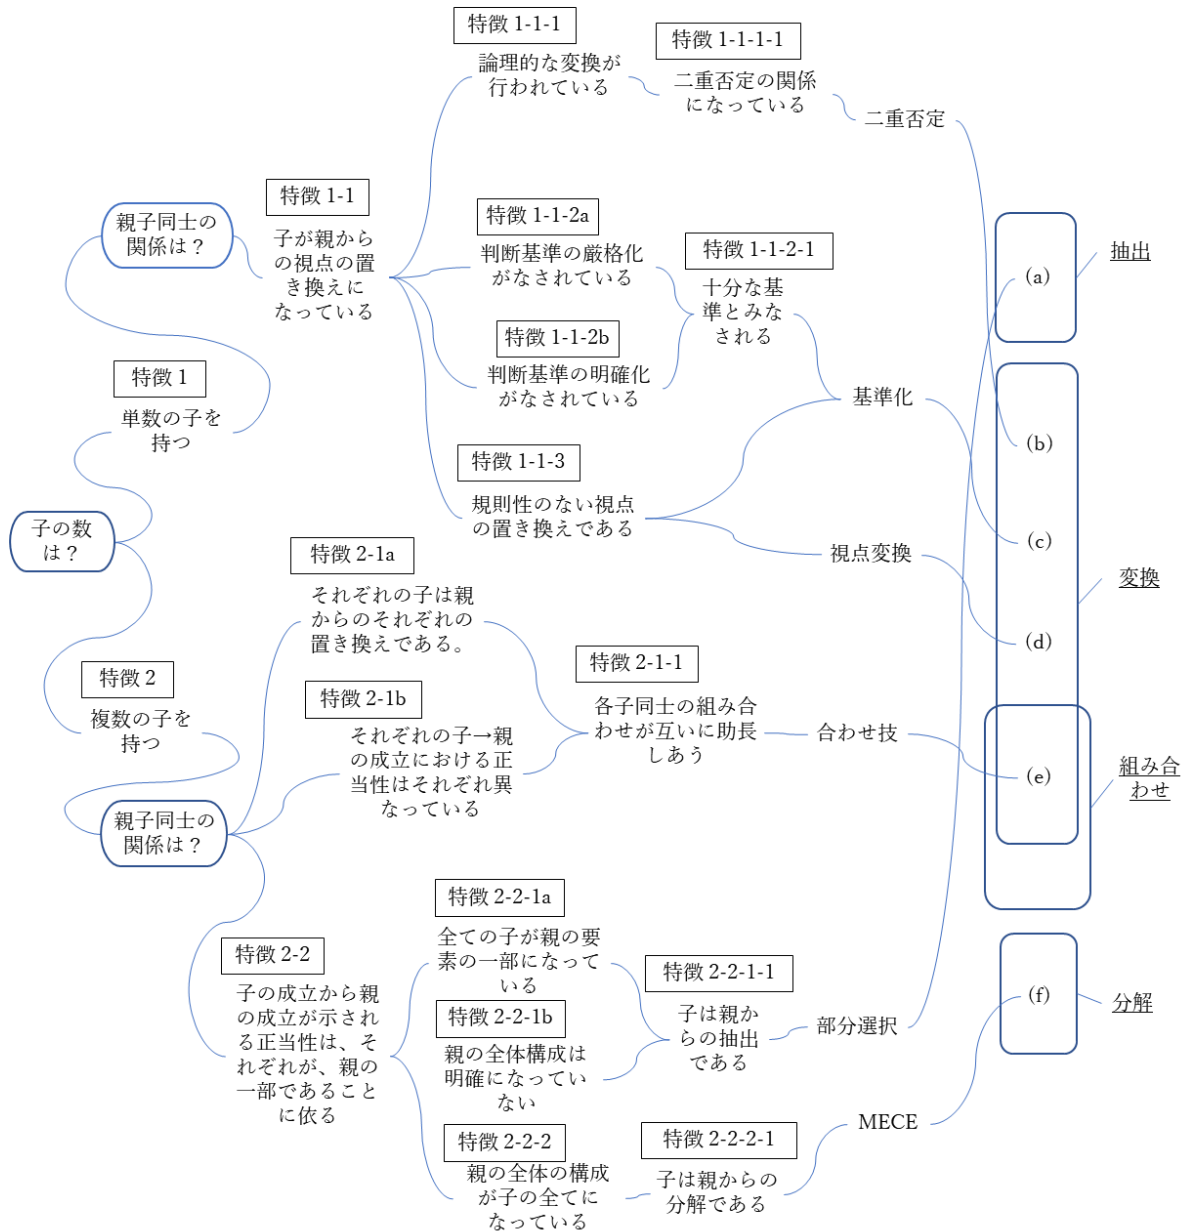 特徴 1-1-1
論理的な変換が
行われている
特徴 1-1-1-1
二重否定の関係
になっている
二重否定
親子同士の
関係は？
特徴 1-1
子が親から
の視点の置
き換えに
なっている
特徴 1-1-2a
判断基準の厳格化
がなされている
特徴 1-1-2b
判断基準の明確化
がなされている
特徴 1-1-2-1
十分な基
準とみな
される
基準化
特徴 1
単数の子を
持つ
特徴 1-1-3
規則性のない視点
の置き換えである
視点変換
子の数
は？
特徴 2-1a
それぞれの子は親
からのそれぞれの
置き換えである。
特徴 2-1b
それぞれの子→親
の成立における正
当性はそれぞれ異
なっている
特徴 2-1-1
各子同士の組み合
わせが互いに助長
しあう
合わせ技
特徴 2
複数の子を
持つ
親子同士の
関係は？
特徴 2-2
子の成立から親
の成立が示され
る正当性は、そ
れぞれが、親の
一部であること
に依る
特徴 2-2-1a
全ての子が親の要
素の一部になって
いる
特徴 2-2-1b
親の全体構成は
明確になってい
ない
特徴 2-2-1-1
子は親か
らの抽出
である
部分選択
特徴 2-2-2
親の全体の構成
が子の全てに
なっている
特徴 2-2-2-1
子は親からの
分解である
MECE
(a)
抽出
(b)
(c)
(d)
変換
(e)
組み合
わせ
(f)
分解